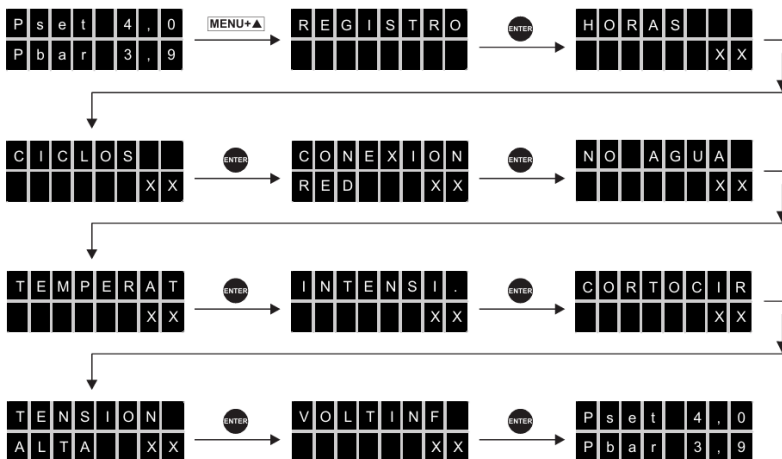 Pset 4,0
Pbar 3,9
MENU+▲
REGISTRO
ENTER
HORAS
XX
CICLOS
XX
ENTER
CONEXION
RED XX
ENTER
NO AGUA
XX
TEMPERAT
XX
ENTER
INTENSI.
XX
ENTER
CORTOCIR
XX
TENSION
ALTA XX
ENTER
VOLTINF
XX
ENTER
Pset 4,0
Pbar 3,9